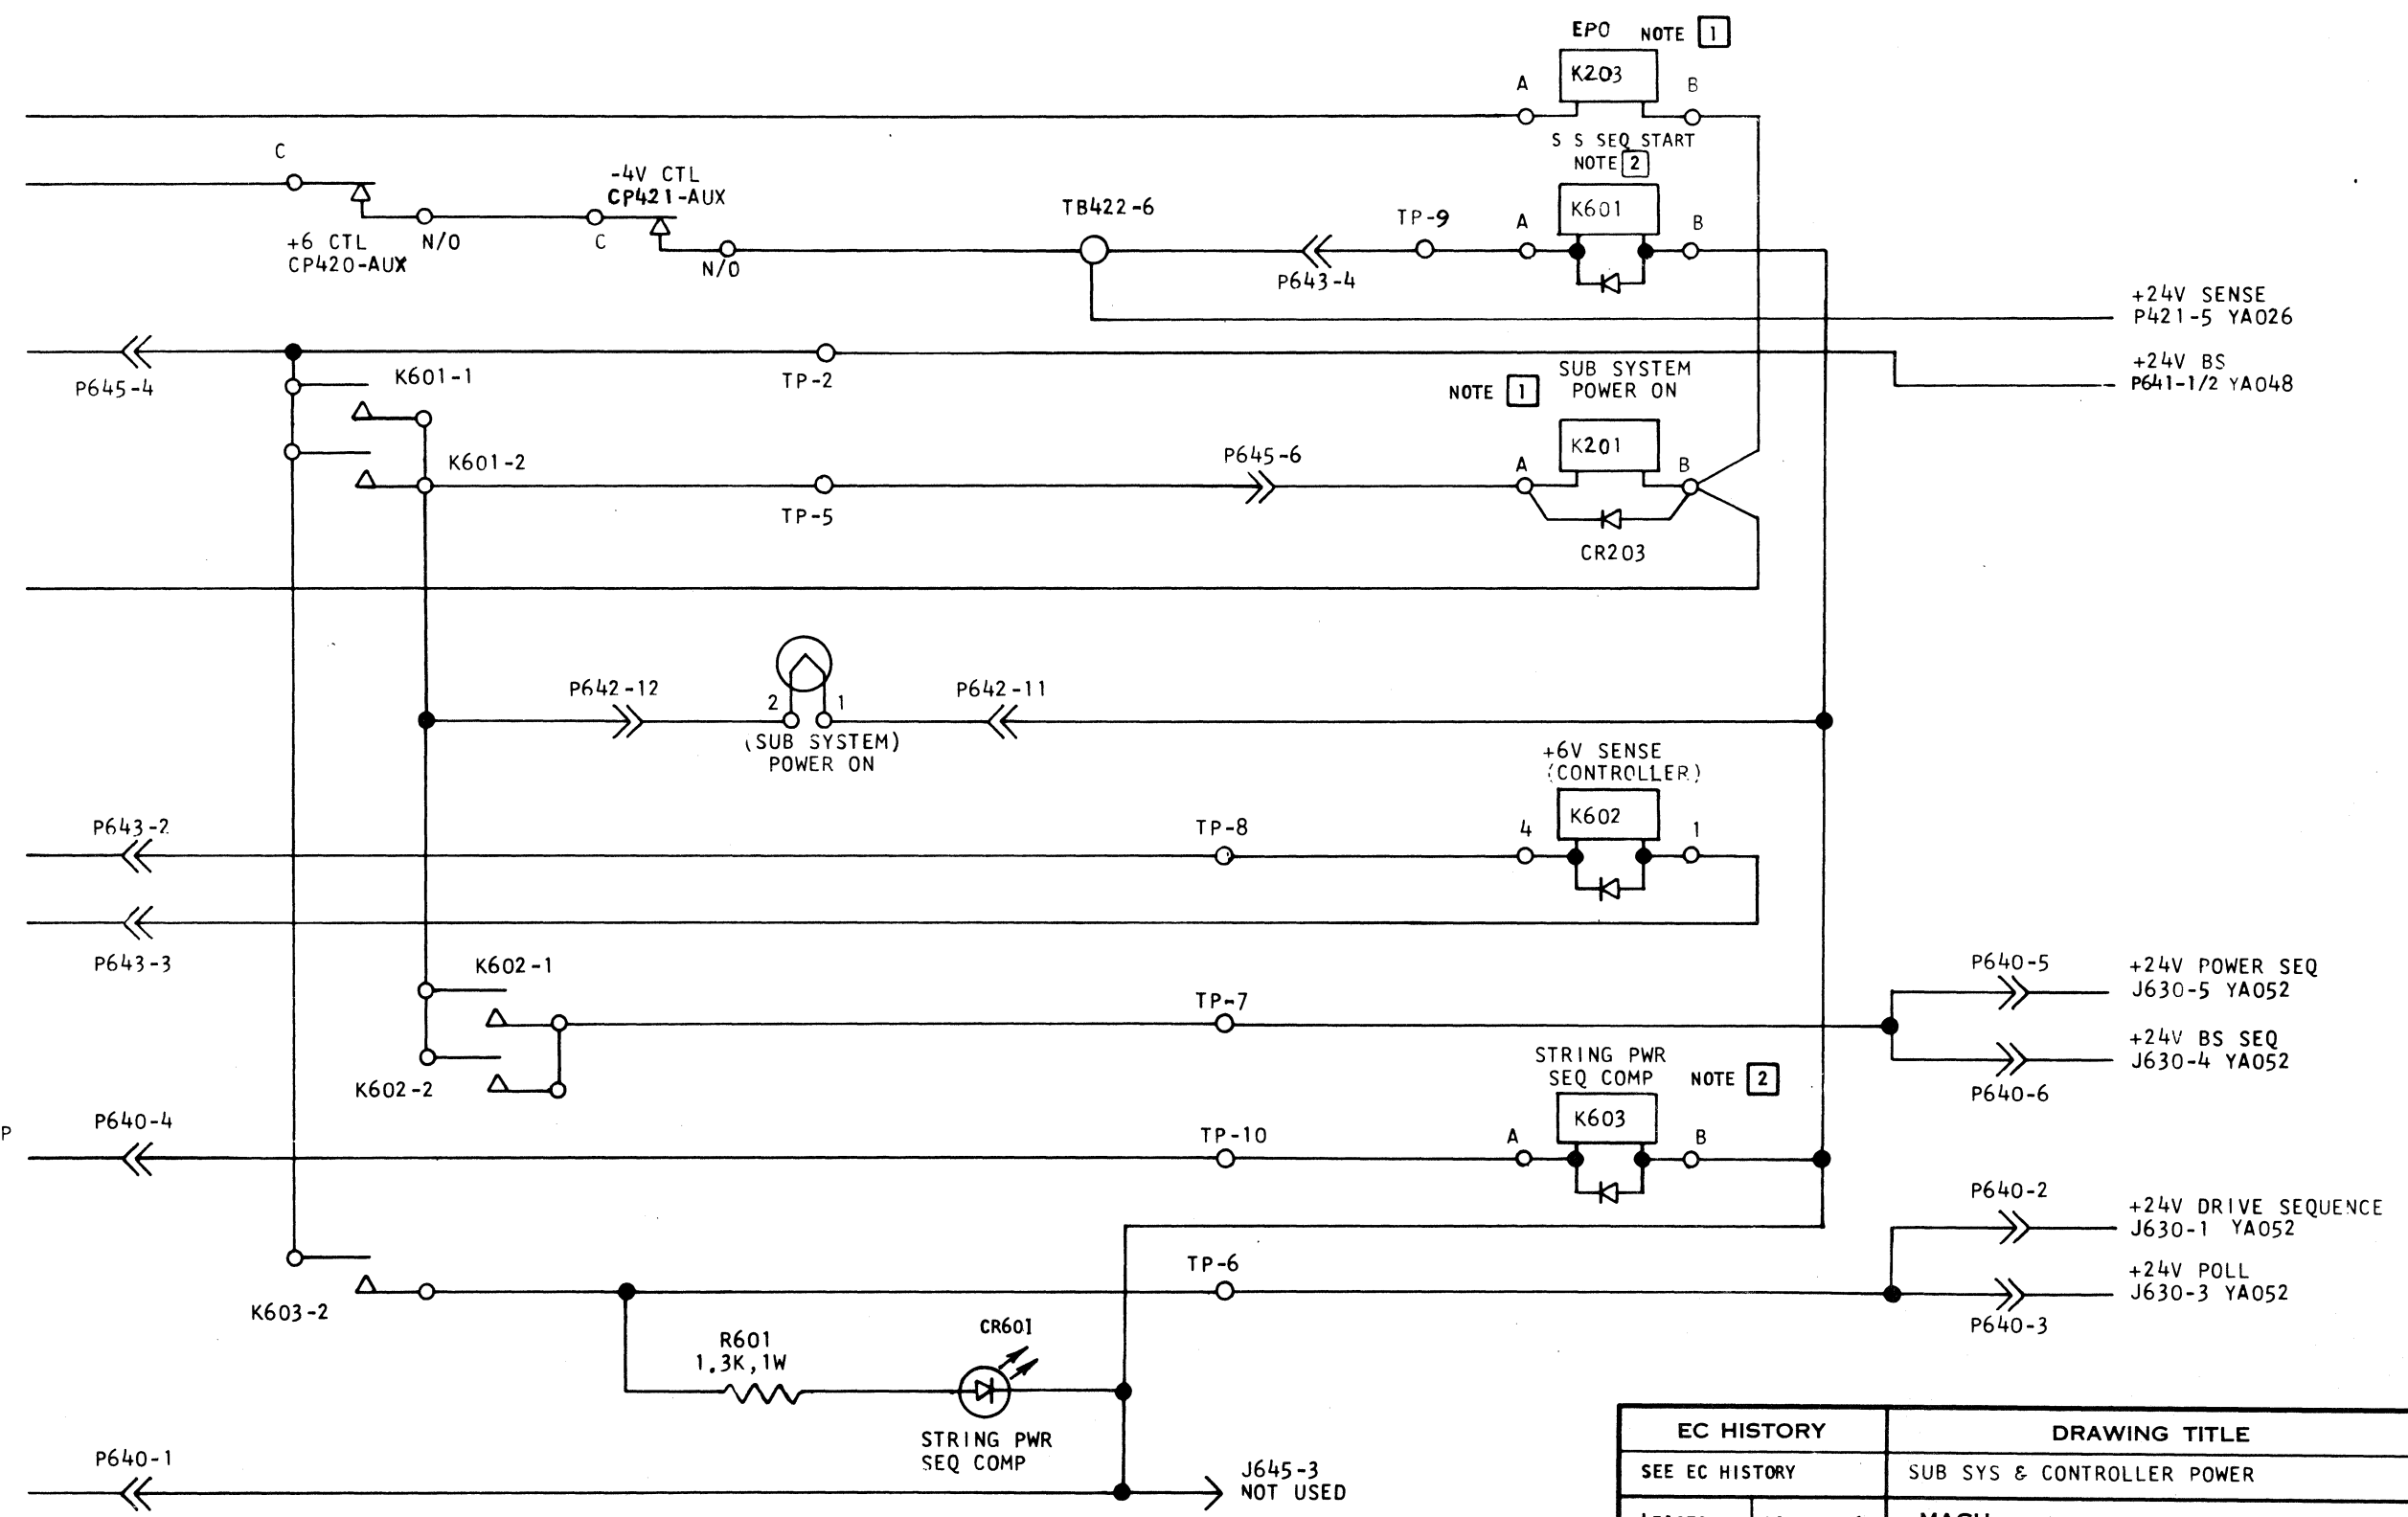 EPO NOTE 1
K203
A B
S S SEQ START
NOTE 2
C
-4V CTL
CP421-AUX
K601
TB422-6
TP-9
A B
+6 CTL
CP420-AUX
N/O
C
N/O
P643-4
+24V SENSE
P421-5 YA026
+24V BS
P641-1/2 YA048
P645-4
K601-1
TP-2
SUB SYSTEM
POWER ON
NOTE 1
K201
K601-2
P645-6
A B
TP-5
CR203
P642-12
2 1
P642-11
(SUB SYSTEM)
POWER ON
+6V SENSE
(CONTROLLER)
K602
P643-2
TP-8
4 1
P643-3
K602-1
TP-7
P640-5
+24V POWER SEQ
J630-5 YA052
+24V BS SEQ
J630-4 YA052
P640-6
K602-2
STRING PWR
SEQ COMP
NOTE 2
K603
P
P640-4
TP-10
A B
P640-2
+24V DRIVE SEQUENCE
J630-1 YA052
TP-6
+24V POLL
J630-3 YA052
P640-3
K603-2
R601
1.3K,1W
CR601
STRING PWR
SEQ COMP
P640-1
J645-3
NOT USED
EC HISTORY
DRAWING TITLE
SEE EC HISTORY
SUB SYS & CONTROLLER POWER